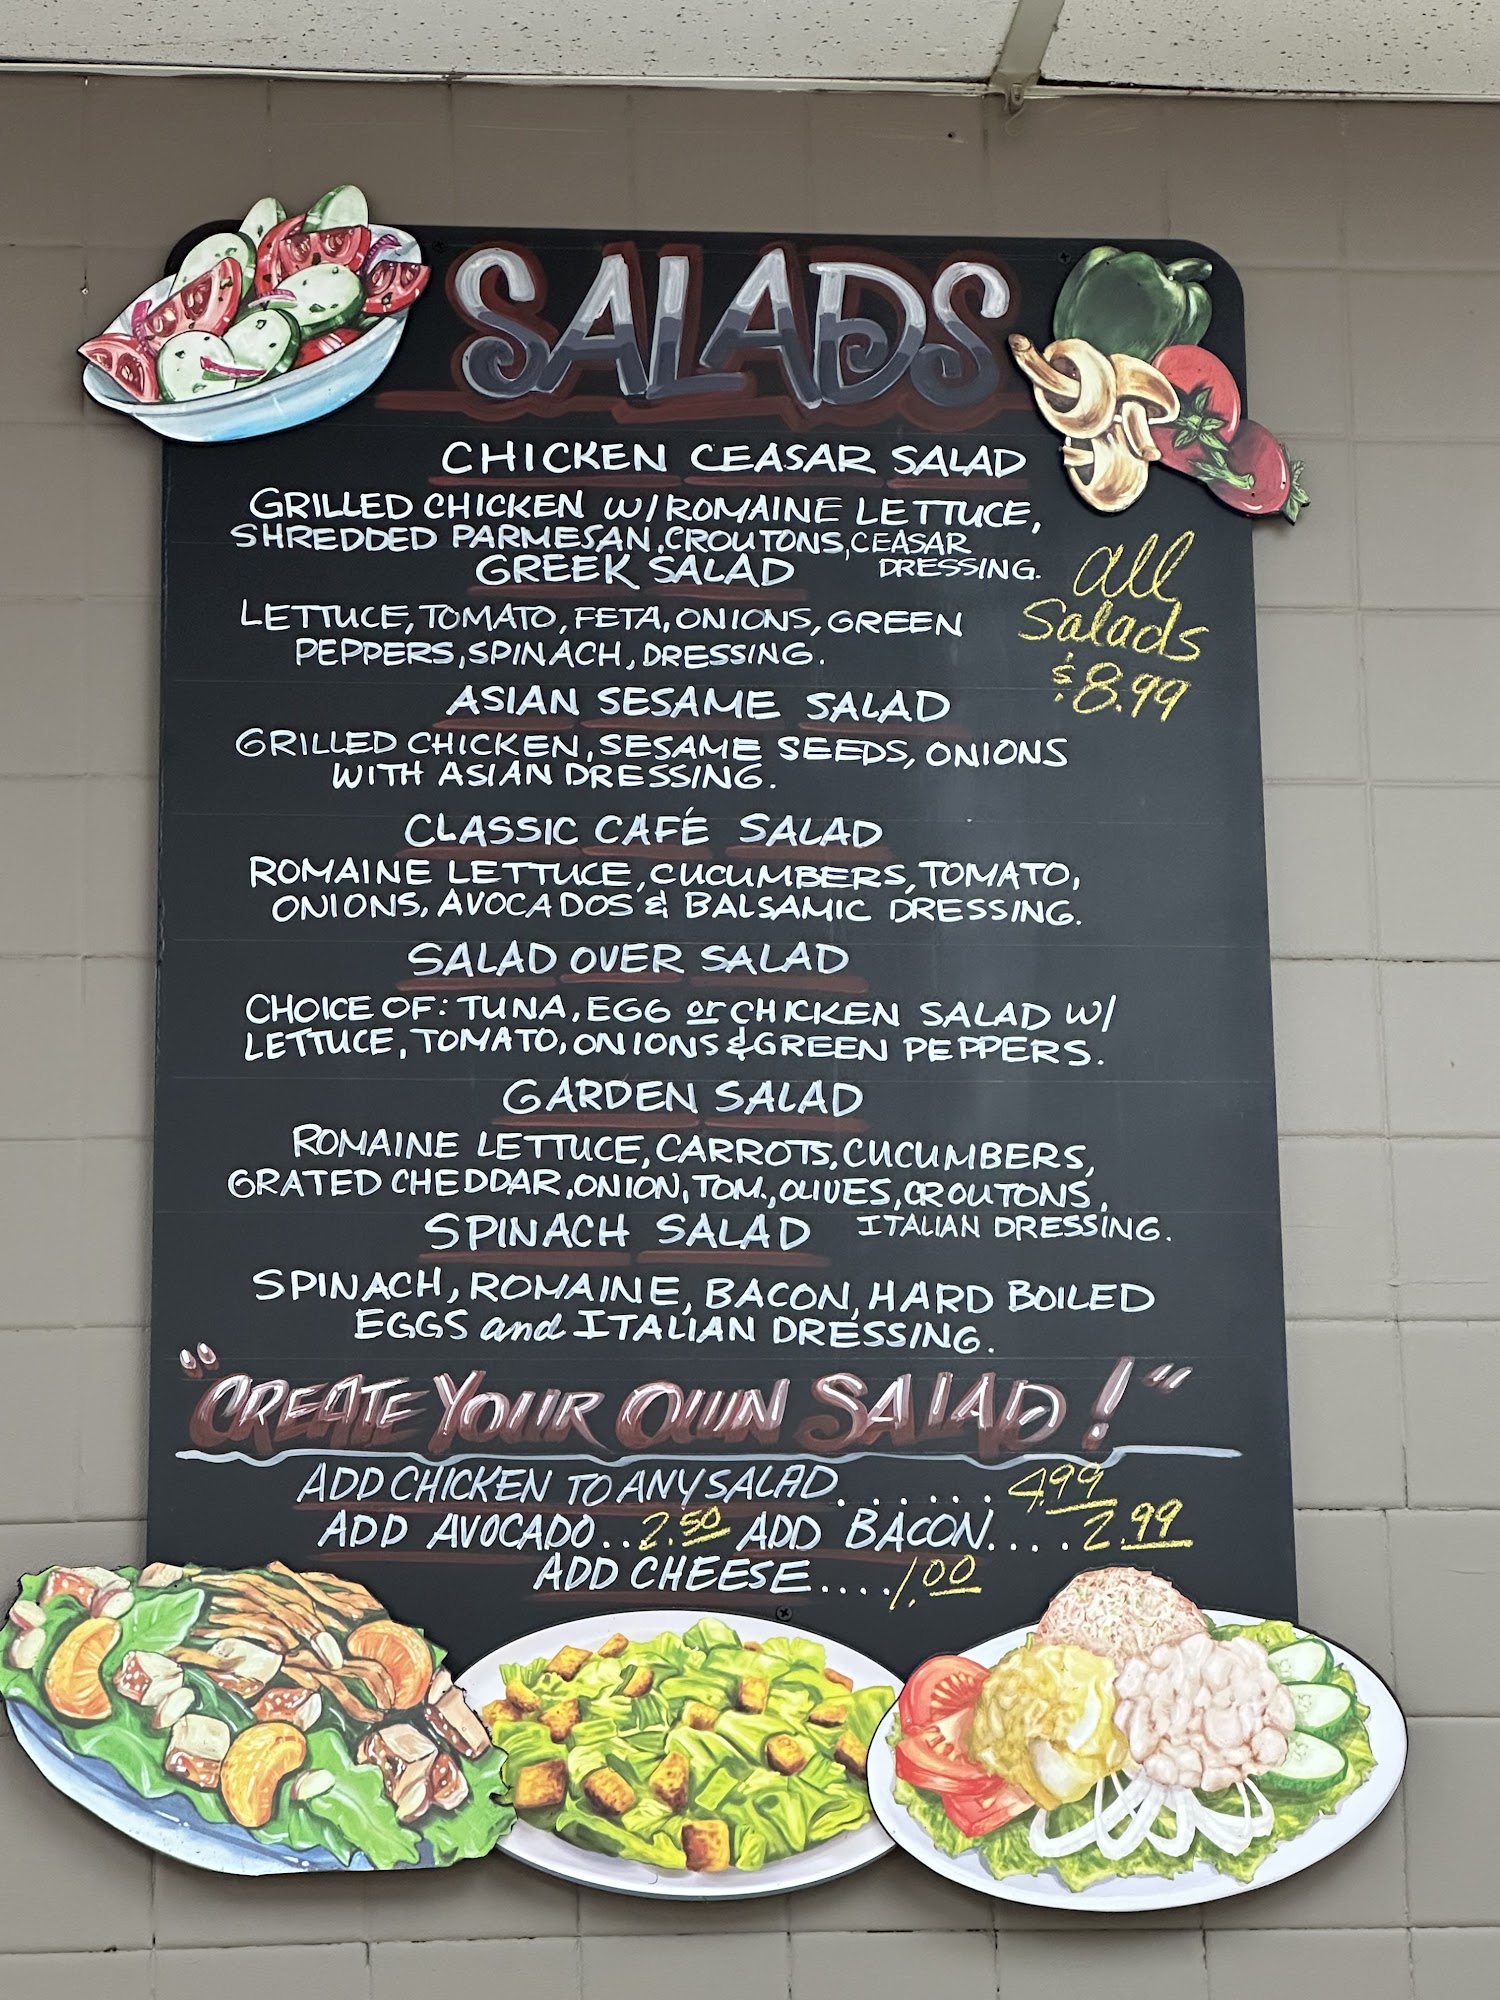 SALADS
CHICKEN CEASAR SALAD
GRILLED CHICKEN W/ ROMAINE LETTUCE,
SHREDDED PARMESAN, CROUTONS, CEASAR
DRESSING.
GREEK SALAD
LETTUCE, TOMATO, FETA, ONIONS, GREEN
PEPPERS, SPINACH, DRESSING.
all
Salads
$8.99
ASIAN SESAME SALAD
GRILLED CHICKEN, SESAME SEEDS, ONIONS
WITH ASIAN DRESSING.
CLASSIC CAFÉ SALAD
ROMAINE LETTUCE, CUCUMBERS, TOMATO,
ONIONS, AVOCADOS & BALSAMIC DRESSING.
SALAD OVER SALAD
CHOICE OF: TUNA, EGG or CHICKEN SALAD W/
LETTUCE, TOMATO, ONIONS & GREEN PEPPERS.
GARDEN SALAD
ROMAINE LETTUCE, CARROTS, CUCUMBERS,
GRATED CHEDDAR, ONION, TOM., OLIVES, CROUTONS,
ITALIAN DRESSING.
SPINACH SALAD
SPINACH, ROMAINE, BACON, HARD BOILED
EGGS and ITALIAN DRESSING.
"CREATE YOUR OWN SALAD!"
ADD CHICKEN TO ANY SALAD....... 4.99
ADD AVOCADO..2.50 ADD BACON....2.99
ADD CHEESE....1.00